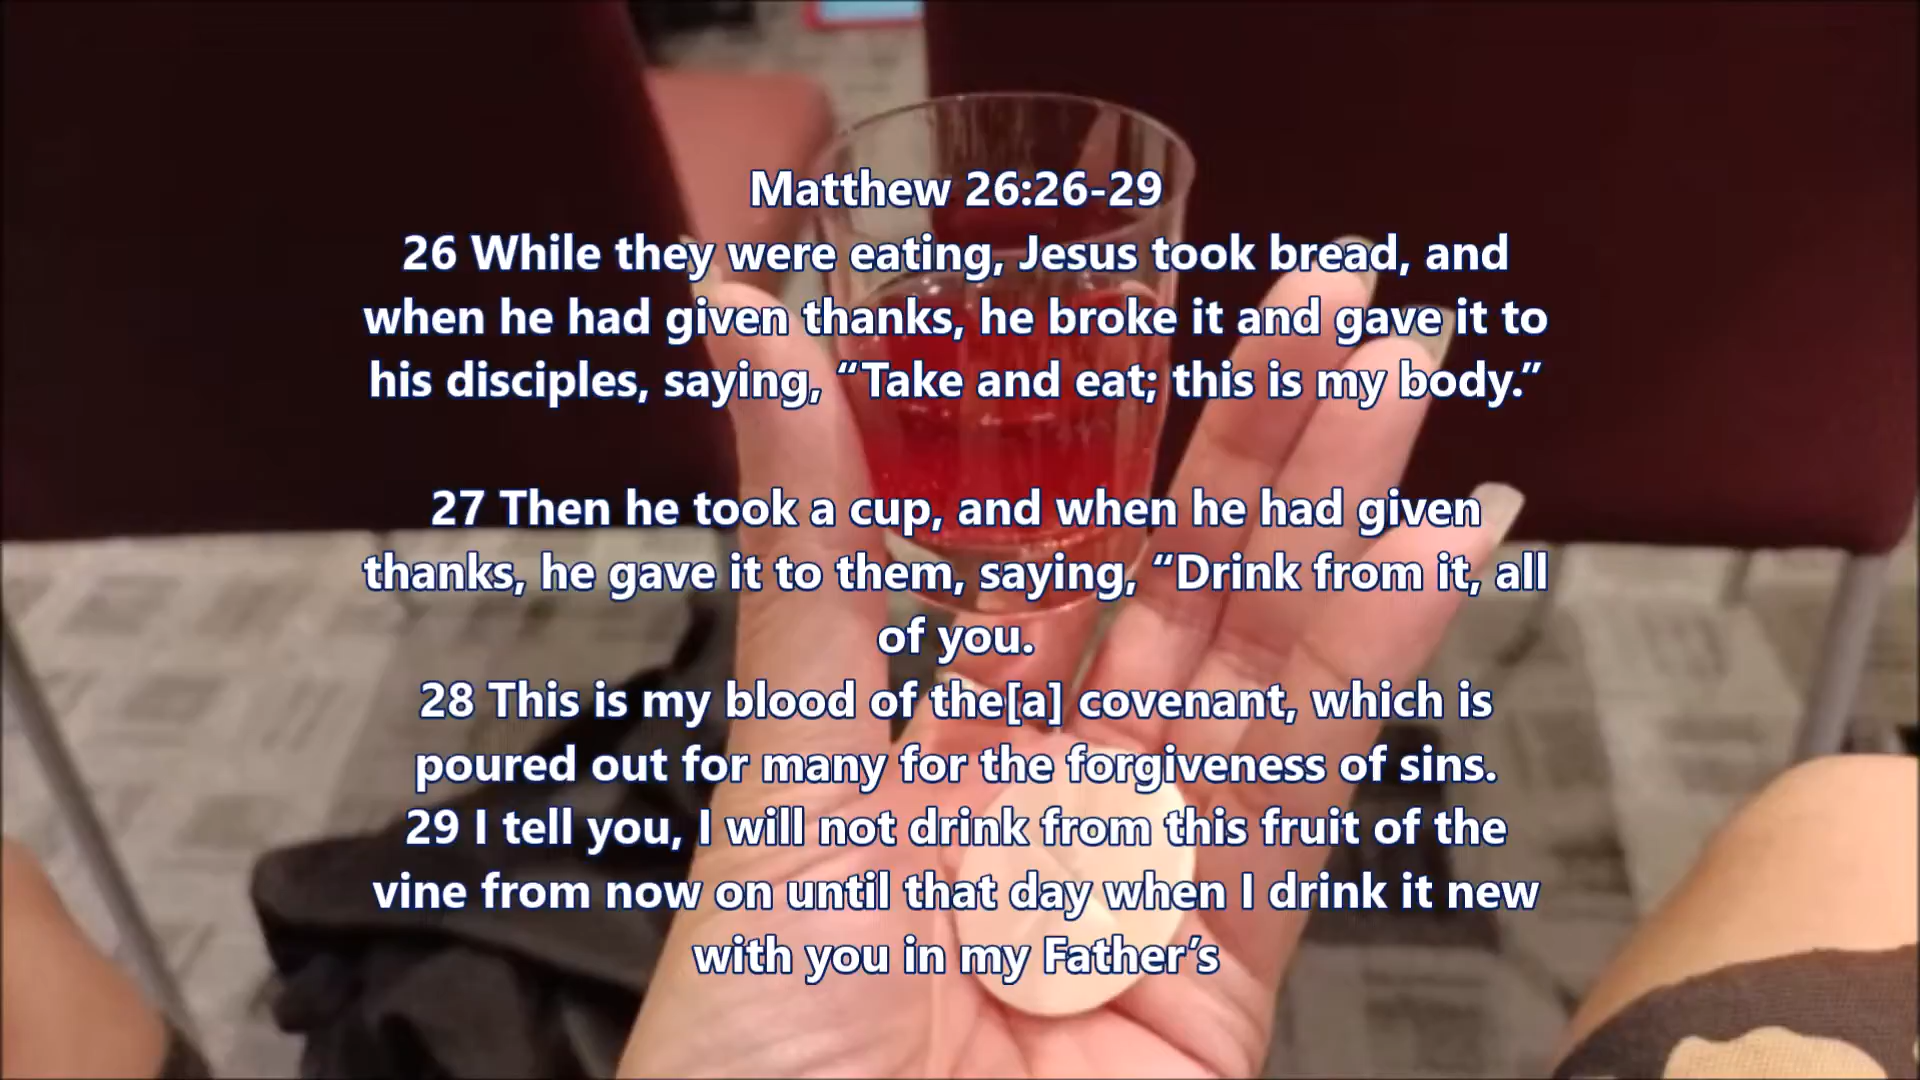 Matthew 26:26-29
26 While they were eating, Jesus took bread, and
when he had given thanks, he broke it and gave it to
his disciples, saying, “Take and eat; this is my body.”
27 Then he took a cup, and when he had given
thanks, he gave it to them, saying, “Drink from it, all
of you.
28 This is my blood of the[a] covenant, which is
poured out for many for the forgiveness of sins.
29 I tell you, I will not drink from this fruit of the
vine from now on until that day when I drink it new
with you in my Father’s